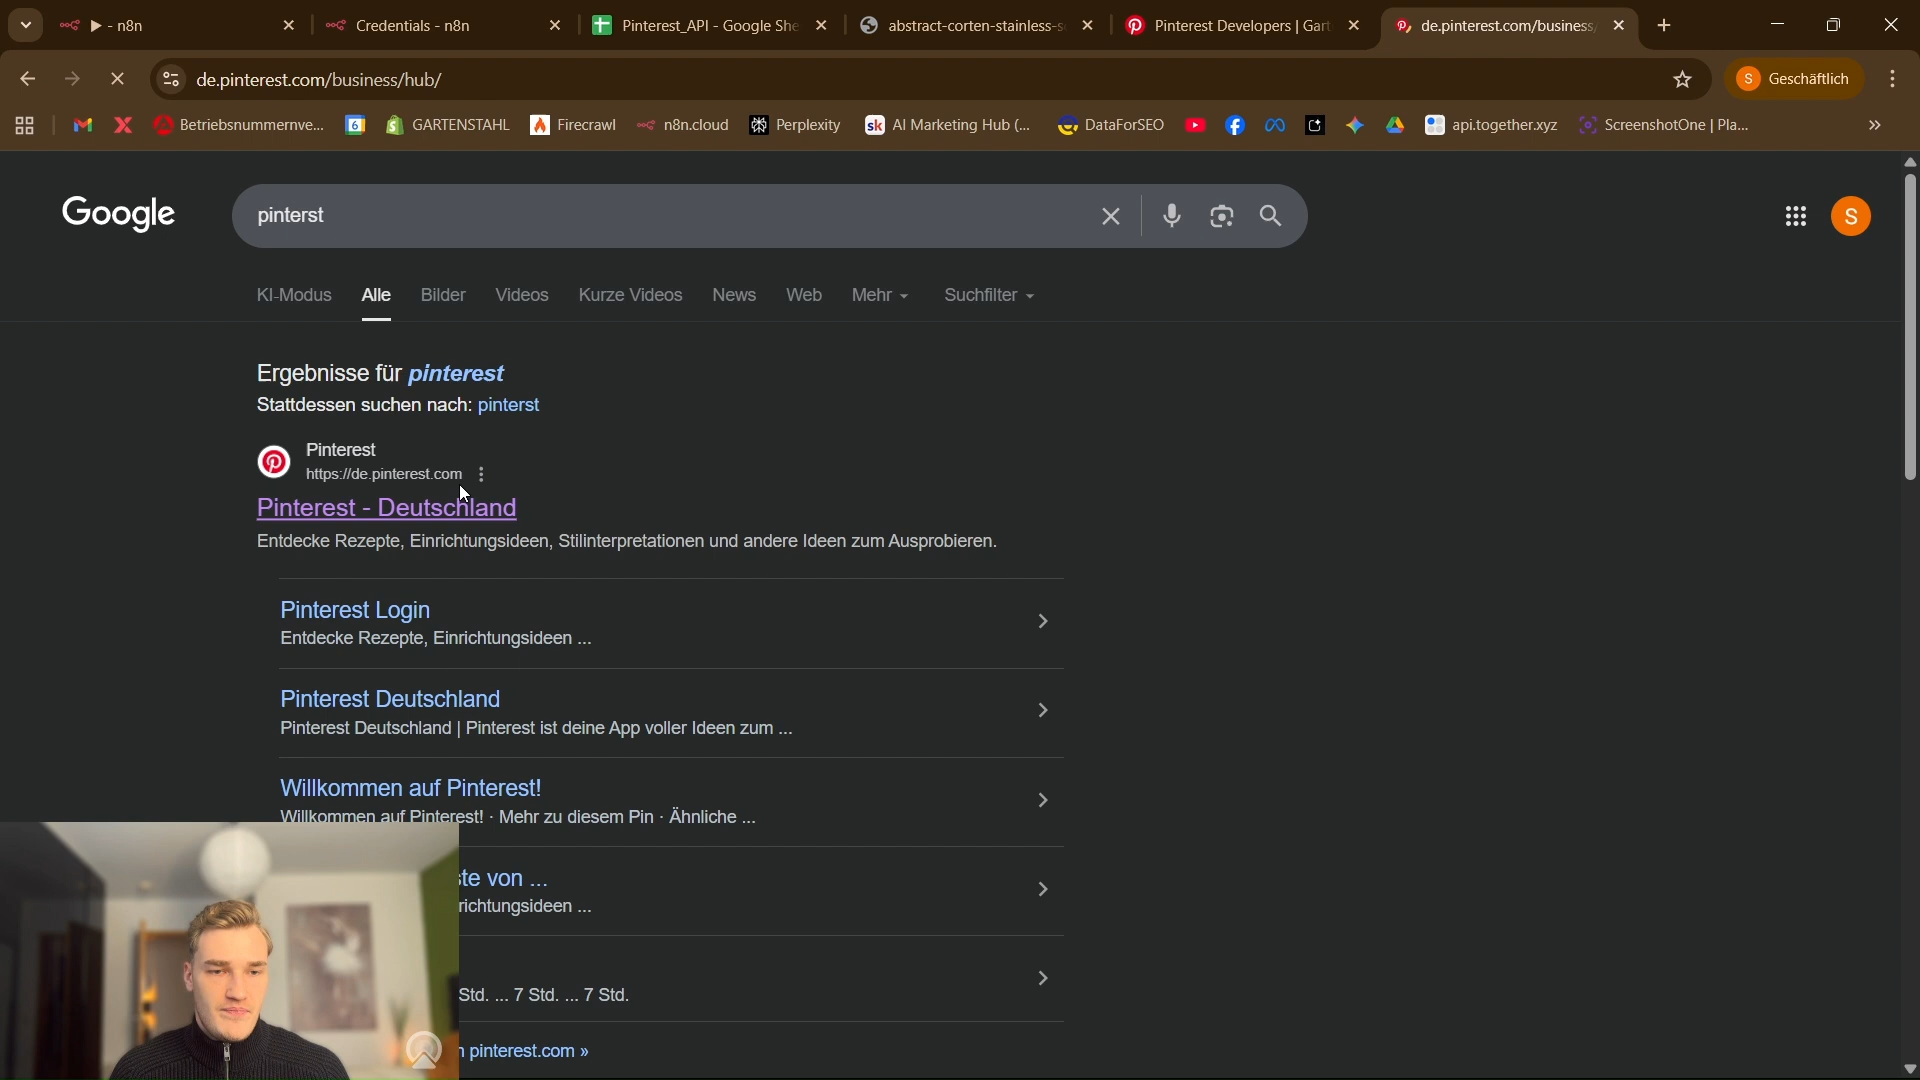 ▶ - n8n
Credentials - n8n
Pinterest_API - Google She
abstract-corten-stainless-s
Pinterest Developers | Gart
de.pinterest.com/business/
de.pinterest.com/business/hub/
S Geschäftlich
Betriebsnummernve...
6
GARTENSTAHL
Firecrawl
n8n.cloud
Perplexity
sk AI Marketing Hub (...
DataForSEO
api.together.xyz
ScreenshotOne | Pla...
Google
pinterst
S
KI-Modus
Alle
Bilder
Videos
Kurze Videos
News
Web
Mehr
Suchfilter
Ergebnisse für pinterest
Stattdessen suchen nach: pinterst
Pinterest
https://de.pinterest.com
Pinterest - Deutschland
Entdecke Rezepte, Einrichtungsideen, Stilinterpretationen und andere Ideen zum Ausprobieren.
Pinterest Login
Entdecke Rezepte, Einrichtungsideen ...
Pinterest Deutschland
Pinterest Deutschland | Pinterest ist deine App voller Ideen zum ...
Willkommen auf Pinterest!
Willkommen auf Pinterest! · Mehr zu diesem Pin · Ähnliche ...
ste von ...
richtungsideen ...
Std. ... 7 Std. ... 7 Std.
n pinterest.com »